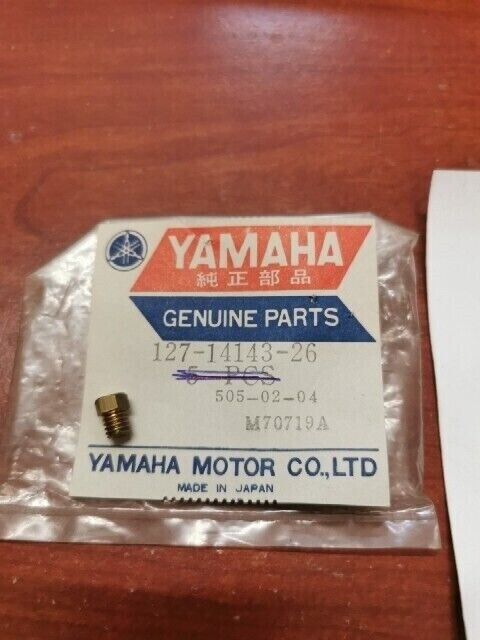 YAMAHA
純正部品
GENUINE PARTS
127-14143-26
5 PCS
505-02-04
M70719A
YAMAHA MOTOR CO.,LTD
MADE IN JAPAN